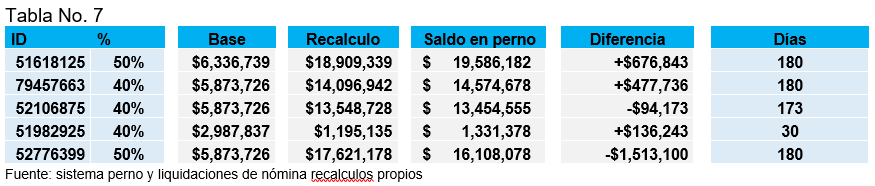 Tabla No. 7
ID % Base Recalculo Saldo en perno Diferencia Días
51618125 50% $6,336,739 $18,909,339 $ 19,586,182 +$676,843 180
79457663 40% $5,873,726 $14,096,942 $ 14,574,678 +$477,736 180
52106875 40% $5,873,726 $13,548,728 $ 13,454,555 -$94,173 173
51982925 40% $2,987,837 $1,195,135 $ 1,331,378 +$136,243 30
52776399 50% $5,873,726 $17,621,178 $ 16,108,078 -$1,513,100 180
Fuente: sistema perno y liquidaciones de nómina recalculos propios